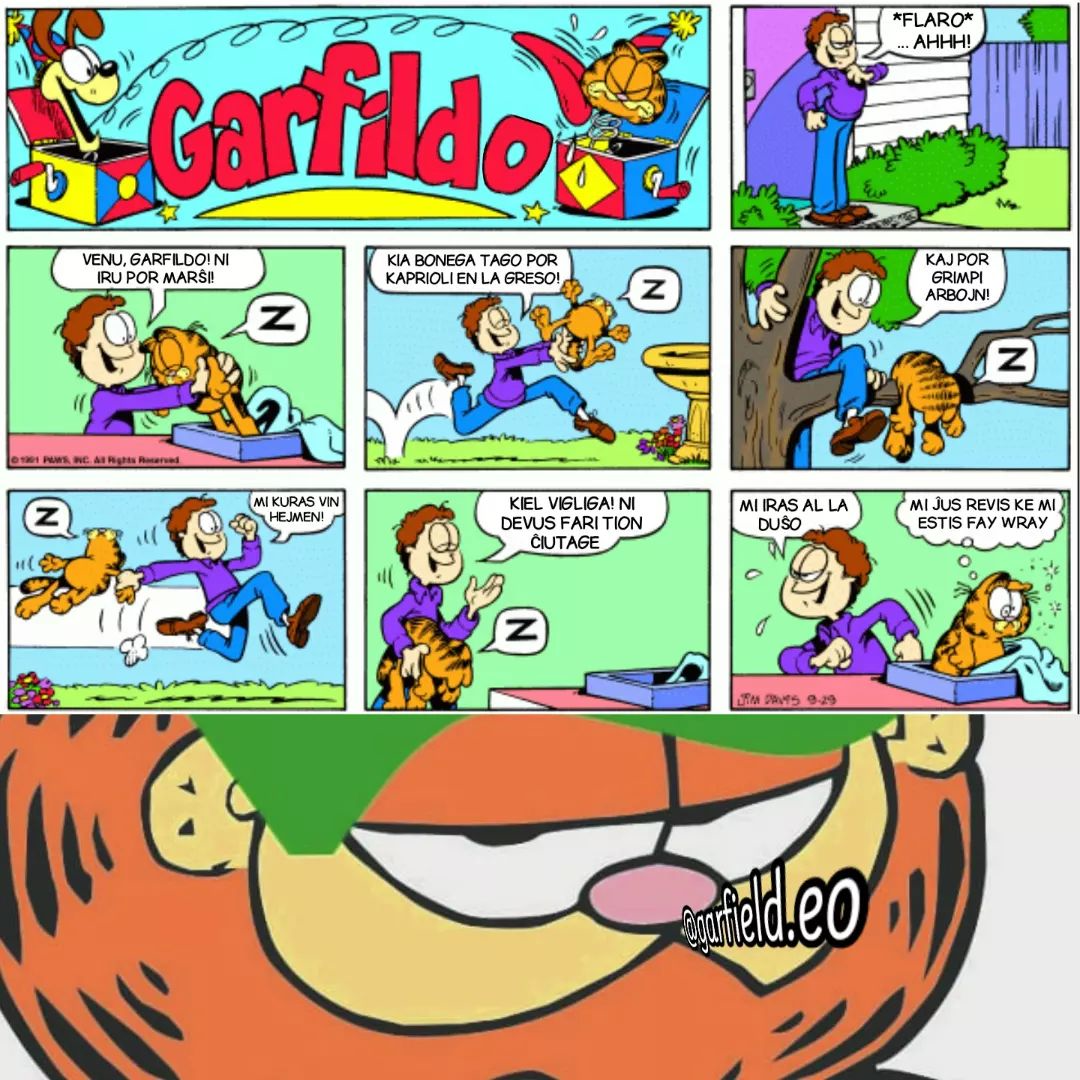 Garfildo
*FLARO*
... AHHH!
VENU, GARFILDO! NI
IRU POR MARŜI!
Z
© 1991 PAWS, INC. All Rights Reserved.
KIA BONEGA TAGO POR
KAPRIOLI EN LA GRESO!
Z
KAJ POR
GRIMPI
ARBOJN!
Z
Z
MI KURAS VIN
HEJMEN!
KIEL VIGLIGA! NI
DEVUS FARI TION
ĈIUTAGE
Z
MI IRAS AL LA
DUŜO
MI ĴUS REVIS KE MI
ESTIS FAY WRAY
JIM DAVIS 9-29
@garfield.eo